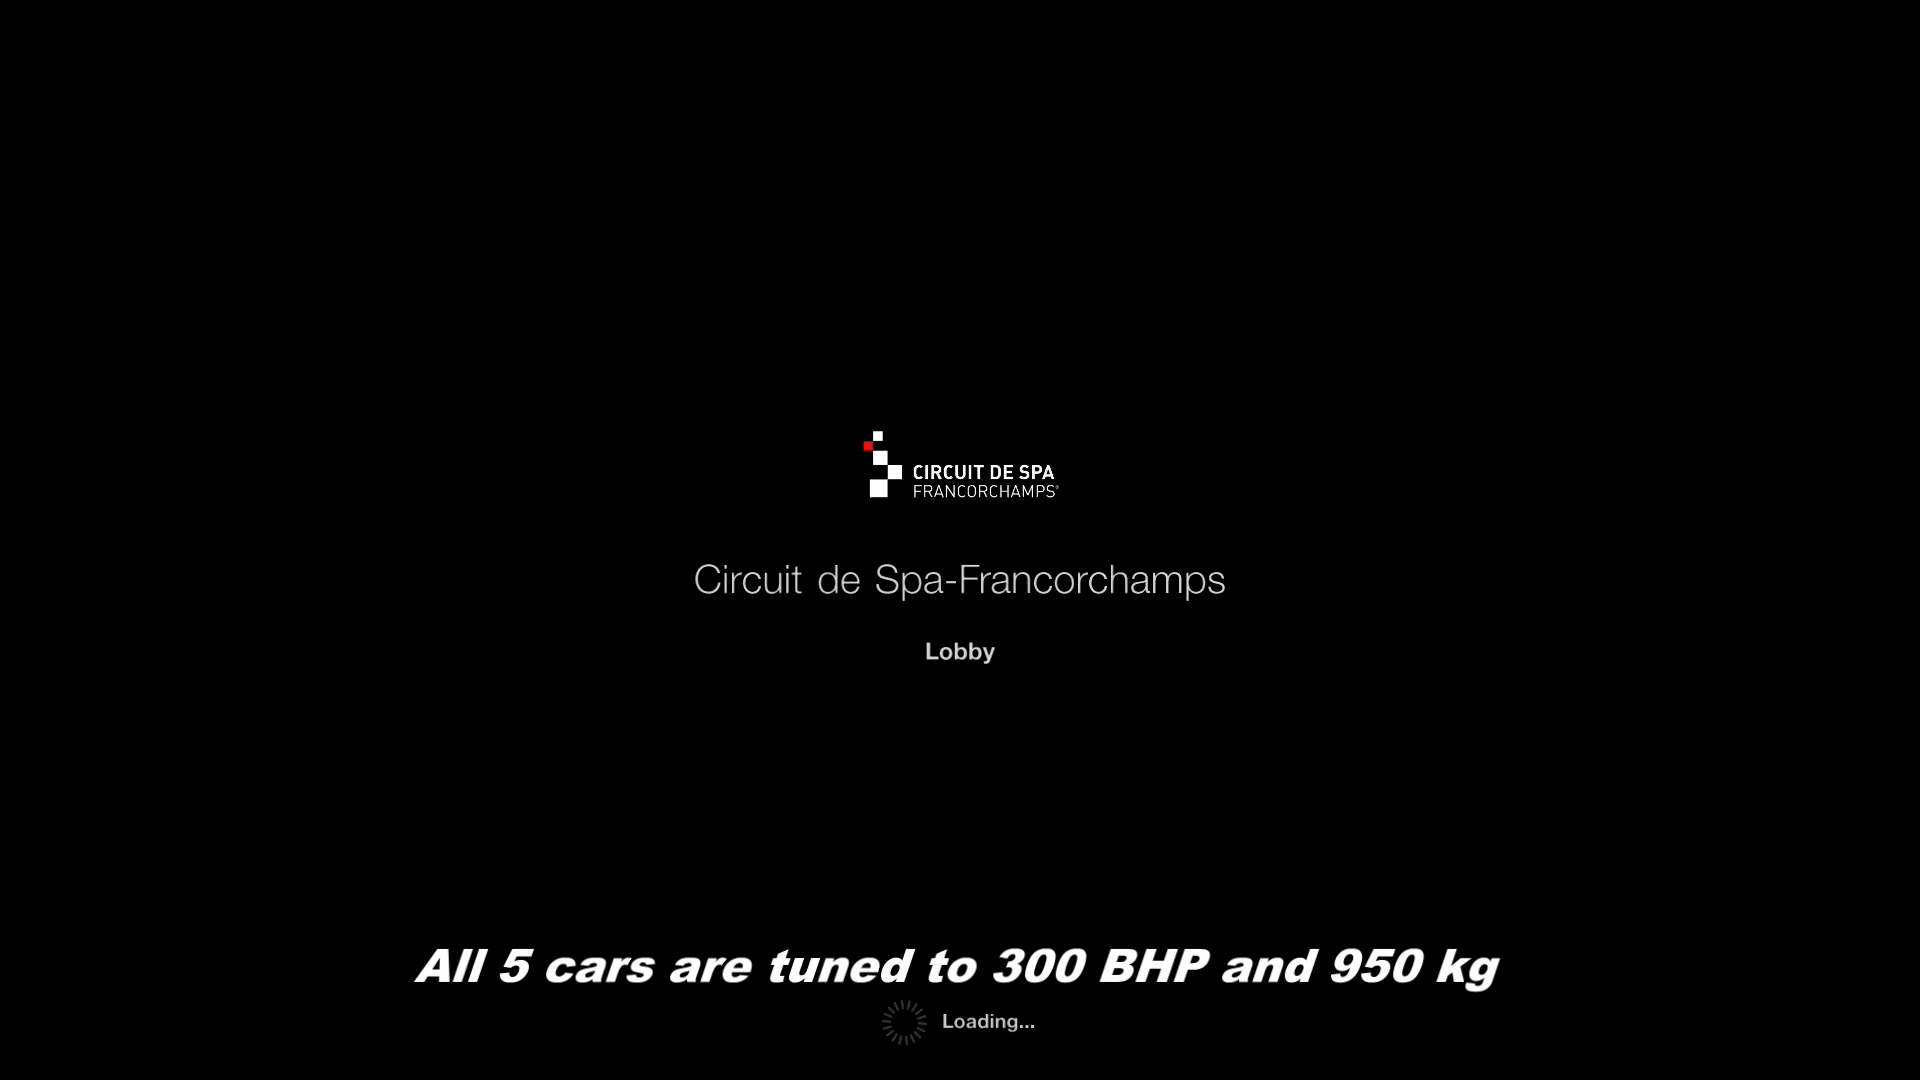 CIRCUIT DE SPA
FRANCORCHAMPS
Circuit de Spa-Francorchamps
Lobby
All 5 cars are tuned to 300 BHP and 950 kg
Loading...